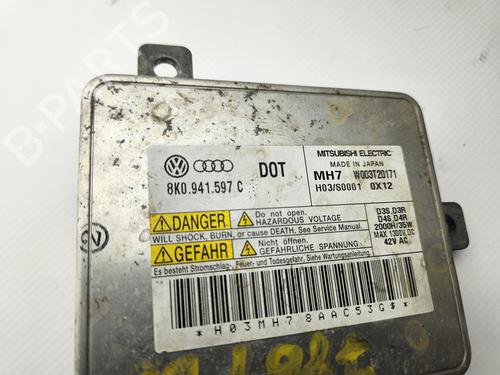 B-PARTS
8K0.941.597 C
DOT
MITSUBISHI ELECTRIC
MADE IN JAPAN
MH7 W003T20171
H03/S0001 0X12
DANGER
Do not open.
HAZARDOUS VOLTAGE
WILL SHOCK, BURN, or cause DEATH. See Service Manual.
GEFAHR
Nicht öffnen.
GEFÄHRLICHE SPANNUNG
Es besteht Stromschlag-, Feuer- und Todesgefahr. Siehe Wartungsanleitung.
D3S, D3R
D4S, D4R
2000H/35W
MAX 1300V, DC
42V AC
*H03MH78AAC53G$*